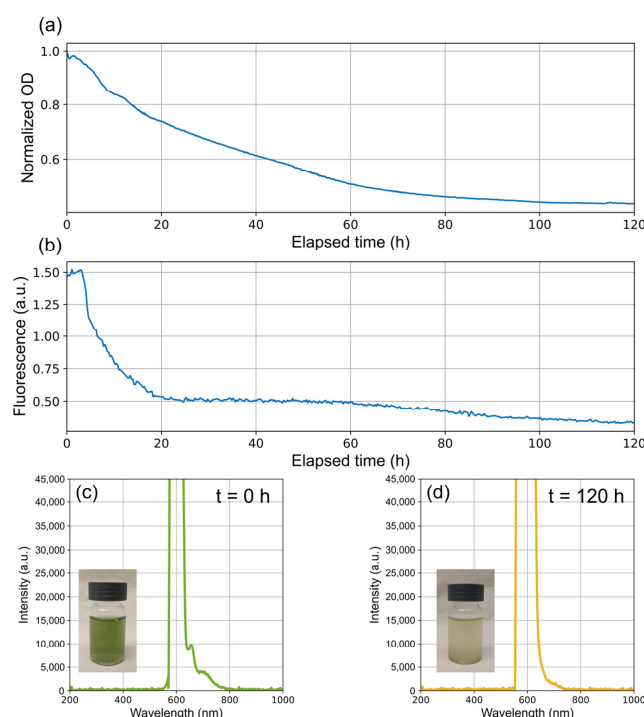 (a)
Normalized OD
1.0
0.8
0.6
0 20 40 60 80 100 120
Elapsed time (h)
(b)
Fluorescence (a.u.)
1.50
1.25
1.00
0.75
0.50
0 20 40 60 80 100 120
Elapsed time (h)
(c)
t = 0 h
Intensity (a.u.)
45,000
40,000
35,000
30,000
25,000
20,000
15,000
10,000
5,000
0
200 400 600 800 1000
Wavelength (nm)
(d)
t = 120 h
Intensity (a.u.)
45,000
40,000
35,000
30,000
25,000
20,000
15,000
10,000
5,000
0
200 400 600 800 1000
Wavelength (nm)